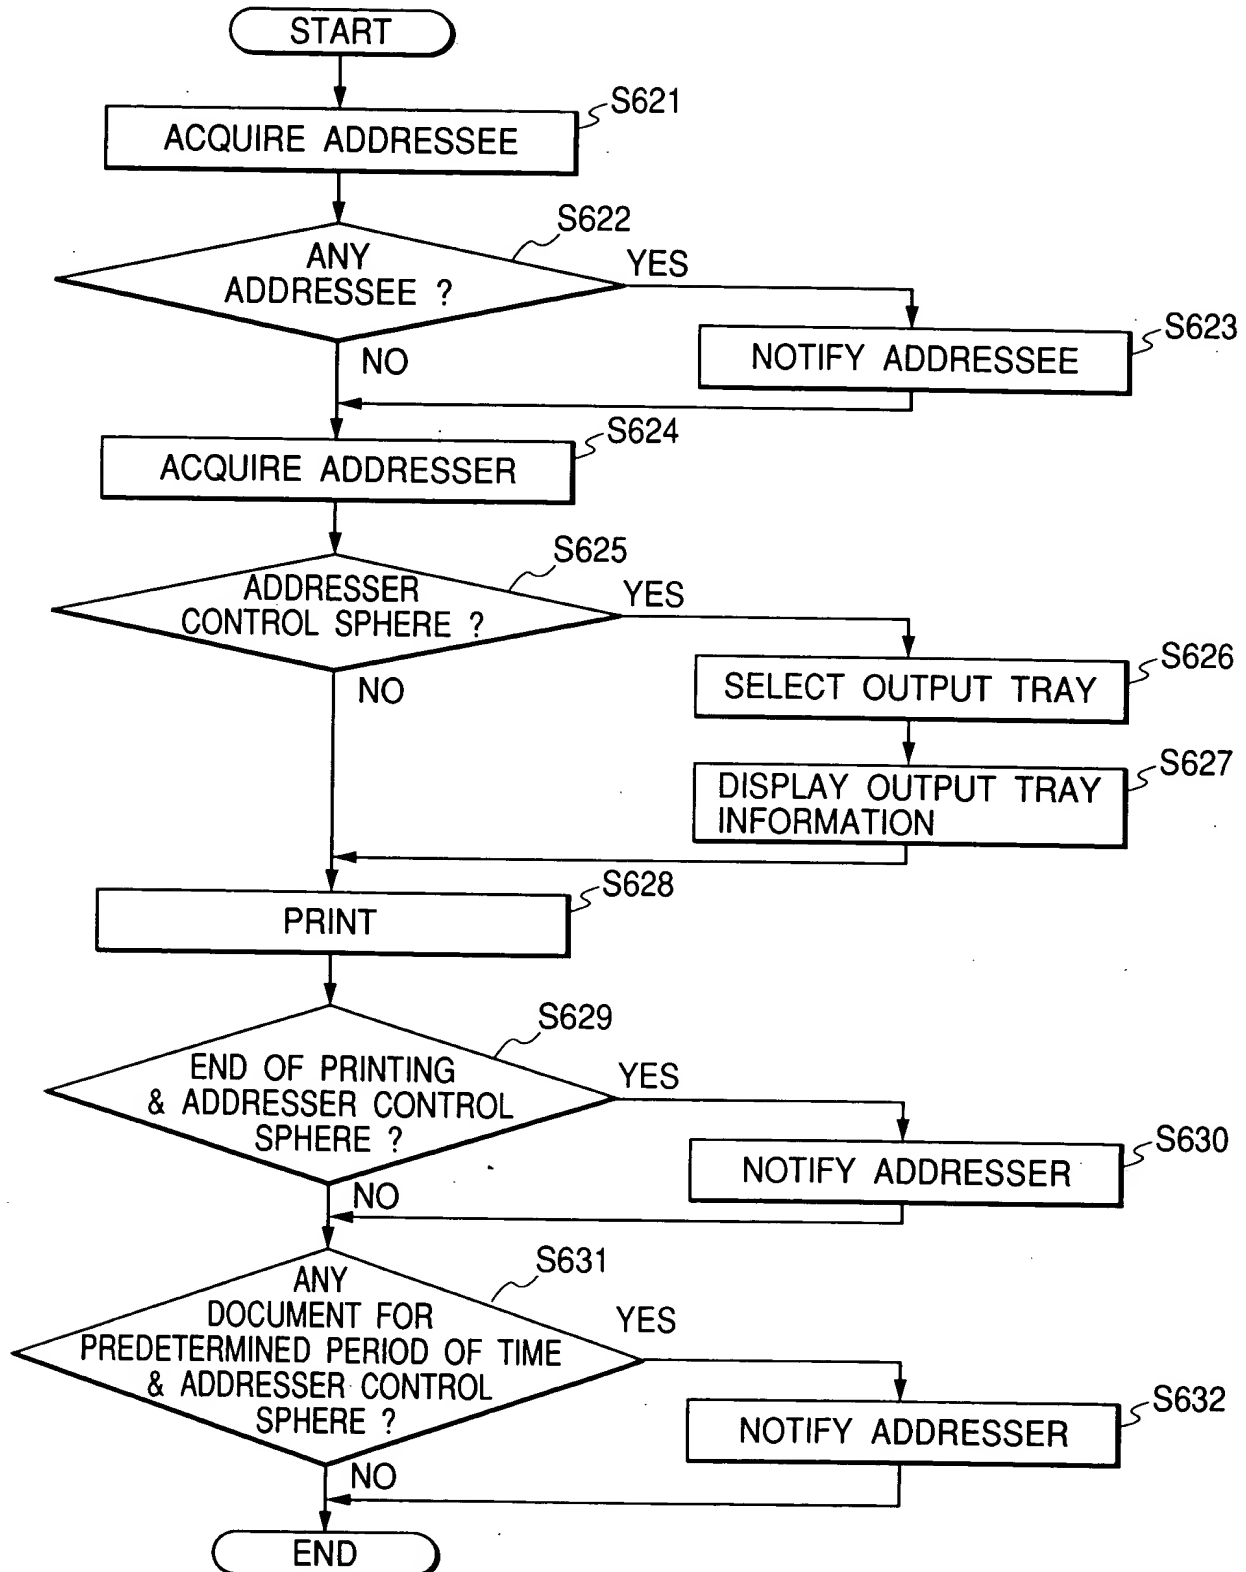 START
S621
ACQUIRE ADDRESSEE
S622
ANY
ADDRESSEE ?
YES
S623
NOTIFY ADDRESSEE
NO
S624
ACQUIRE ADDRESSER
S625
ADDRESSER
CONTROL SPHERE ?
YES
S626
SELECT OUTPUT TRAY
NO
S627
DISPLAY OUTPUT TRAY
INFORMATION
S628
PRINT
S629
END OF PRINTING
& ADDRESSER CONTROL
SPHERE ?
YES
S630
NOTIFY ADDRESSER
NO
S631
ANY
DOCUMENT FOR
PREDETERMINED PERIOD OF TIME
& ADDRESSER CONTROL
SPHERE ?
YES
S632
NOTIFY ADDRESSER
NO
END